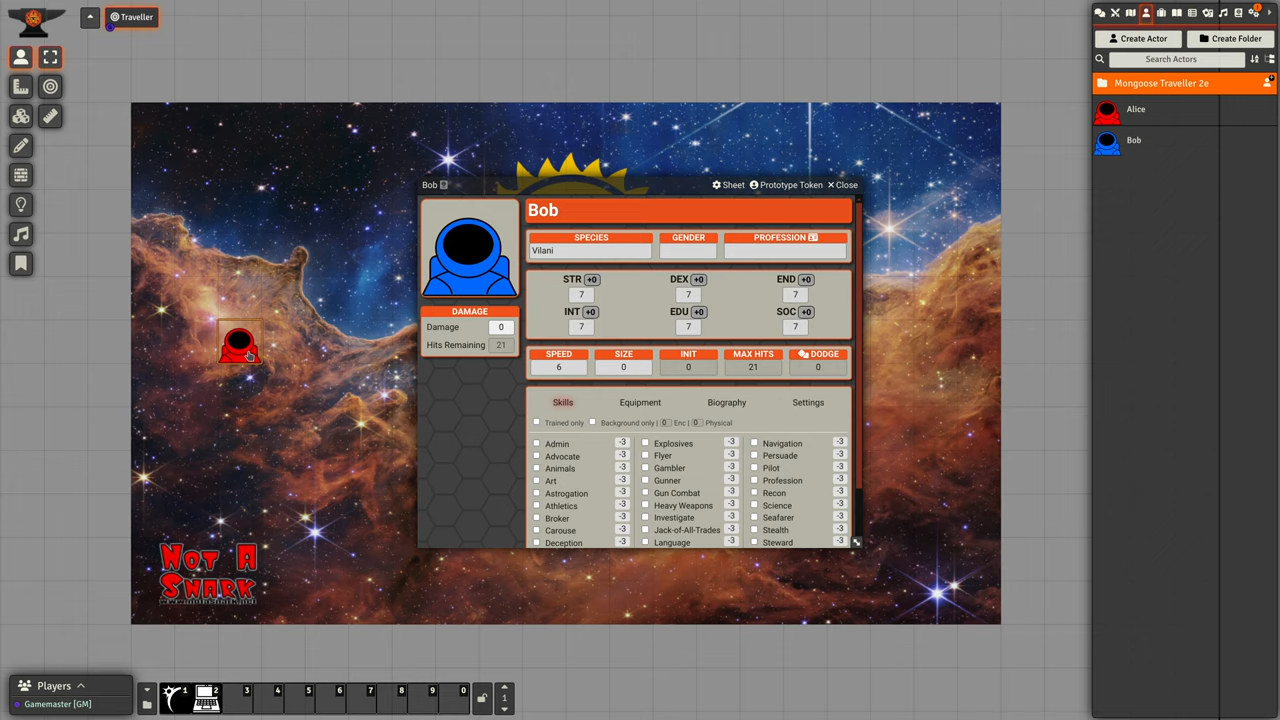 Traveller
Create Actor
Create Folder
Search Actors
Mongoose Traveller 2e
Alice
Bob
Bob
Sheet
Prototype Token
Close
Bob
SPECIES
GENDER
PROFESSION
Vilani
STR +0
DEX +0
END +0
7
7
7
INT +0
EDU +0
SOC +0
7
7
7
DAMAGE
Damage 0
Hits Remaining 21
SPEED
SIZE
INIT
MAX HITS
DODGE
6
0
0
21
0
Skills
Equipment
Biography
Settings
Trained only
Background only | 0 Enc | 0 Physical
Admin -3
Advocate -3
Animals -3
Art -3
Astrogation -3
Athletics -3
Broker -3
Carouse -3
Deception -3
Explosives -3
Flyer -3
Gambler -3
Gunner -3
Gun Combat -3
Heavy Weapons -3
Investigate -3
Jack-of-All-Trades -3
Language -3
Navigation -3
Persuade -3
Pilot -3
Profession -3
Recon -3
Science -3
Seafarer -3
Stealth -3
Steward -3
Not A
Snark
www.notasnark.net
Players
Gamemaster [GM]
1
2
3
4
5
6
7
8
9
0
1